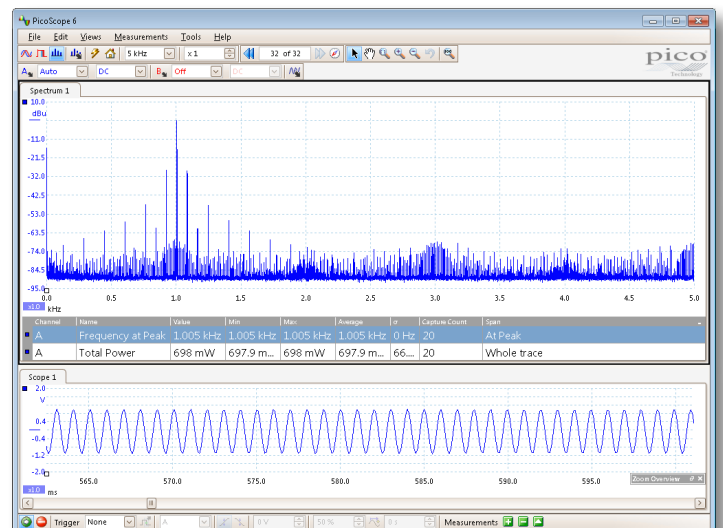 PicoScope 6
File Edit Views Measurements Tools Help
5 kHz x 1 32 of 32
pico
Technology
A Auto DC B Off DC
Spectrum 1
10.0
dBu
-11.0
-21.5
-32.0
-42.5
-53.0
-63.5
-74.0
-84.5
-95.0
0.0 0.5 1.0 1.5 2.0 2.5 3.0 3.5 4.0 4.5 5.0
x1.0 kHz
Channel Name Value Min Max Average σ Capture Count Span
A Frequency at Peak 1.005 kHz 1.005 kHz 1.005 kHz 1.005 kHz 0 Hz 20 At Peak
A Total Power 698 mW 697.9 m... 698 mW 697.9 m... 66.... 20 Whole trace
Scope 1
2.0
V
0.4
-0.4
-1.2
-2.0
565.0 570.0 575.0 580.0 585.0 590.0 595.0
Zoom Overview
x1.0 ms
Trigger None A 0 V 50 % 0 s Measurements